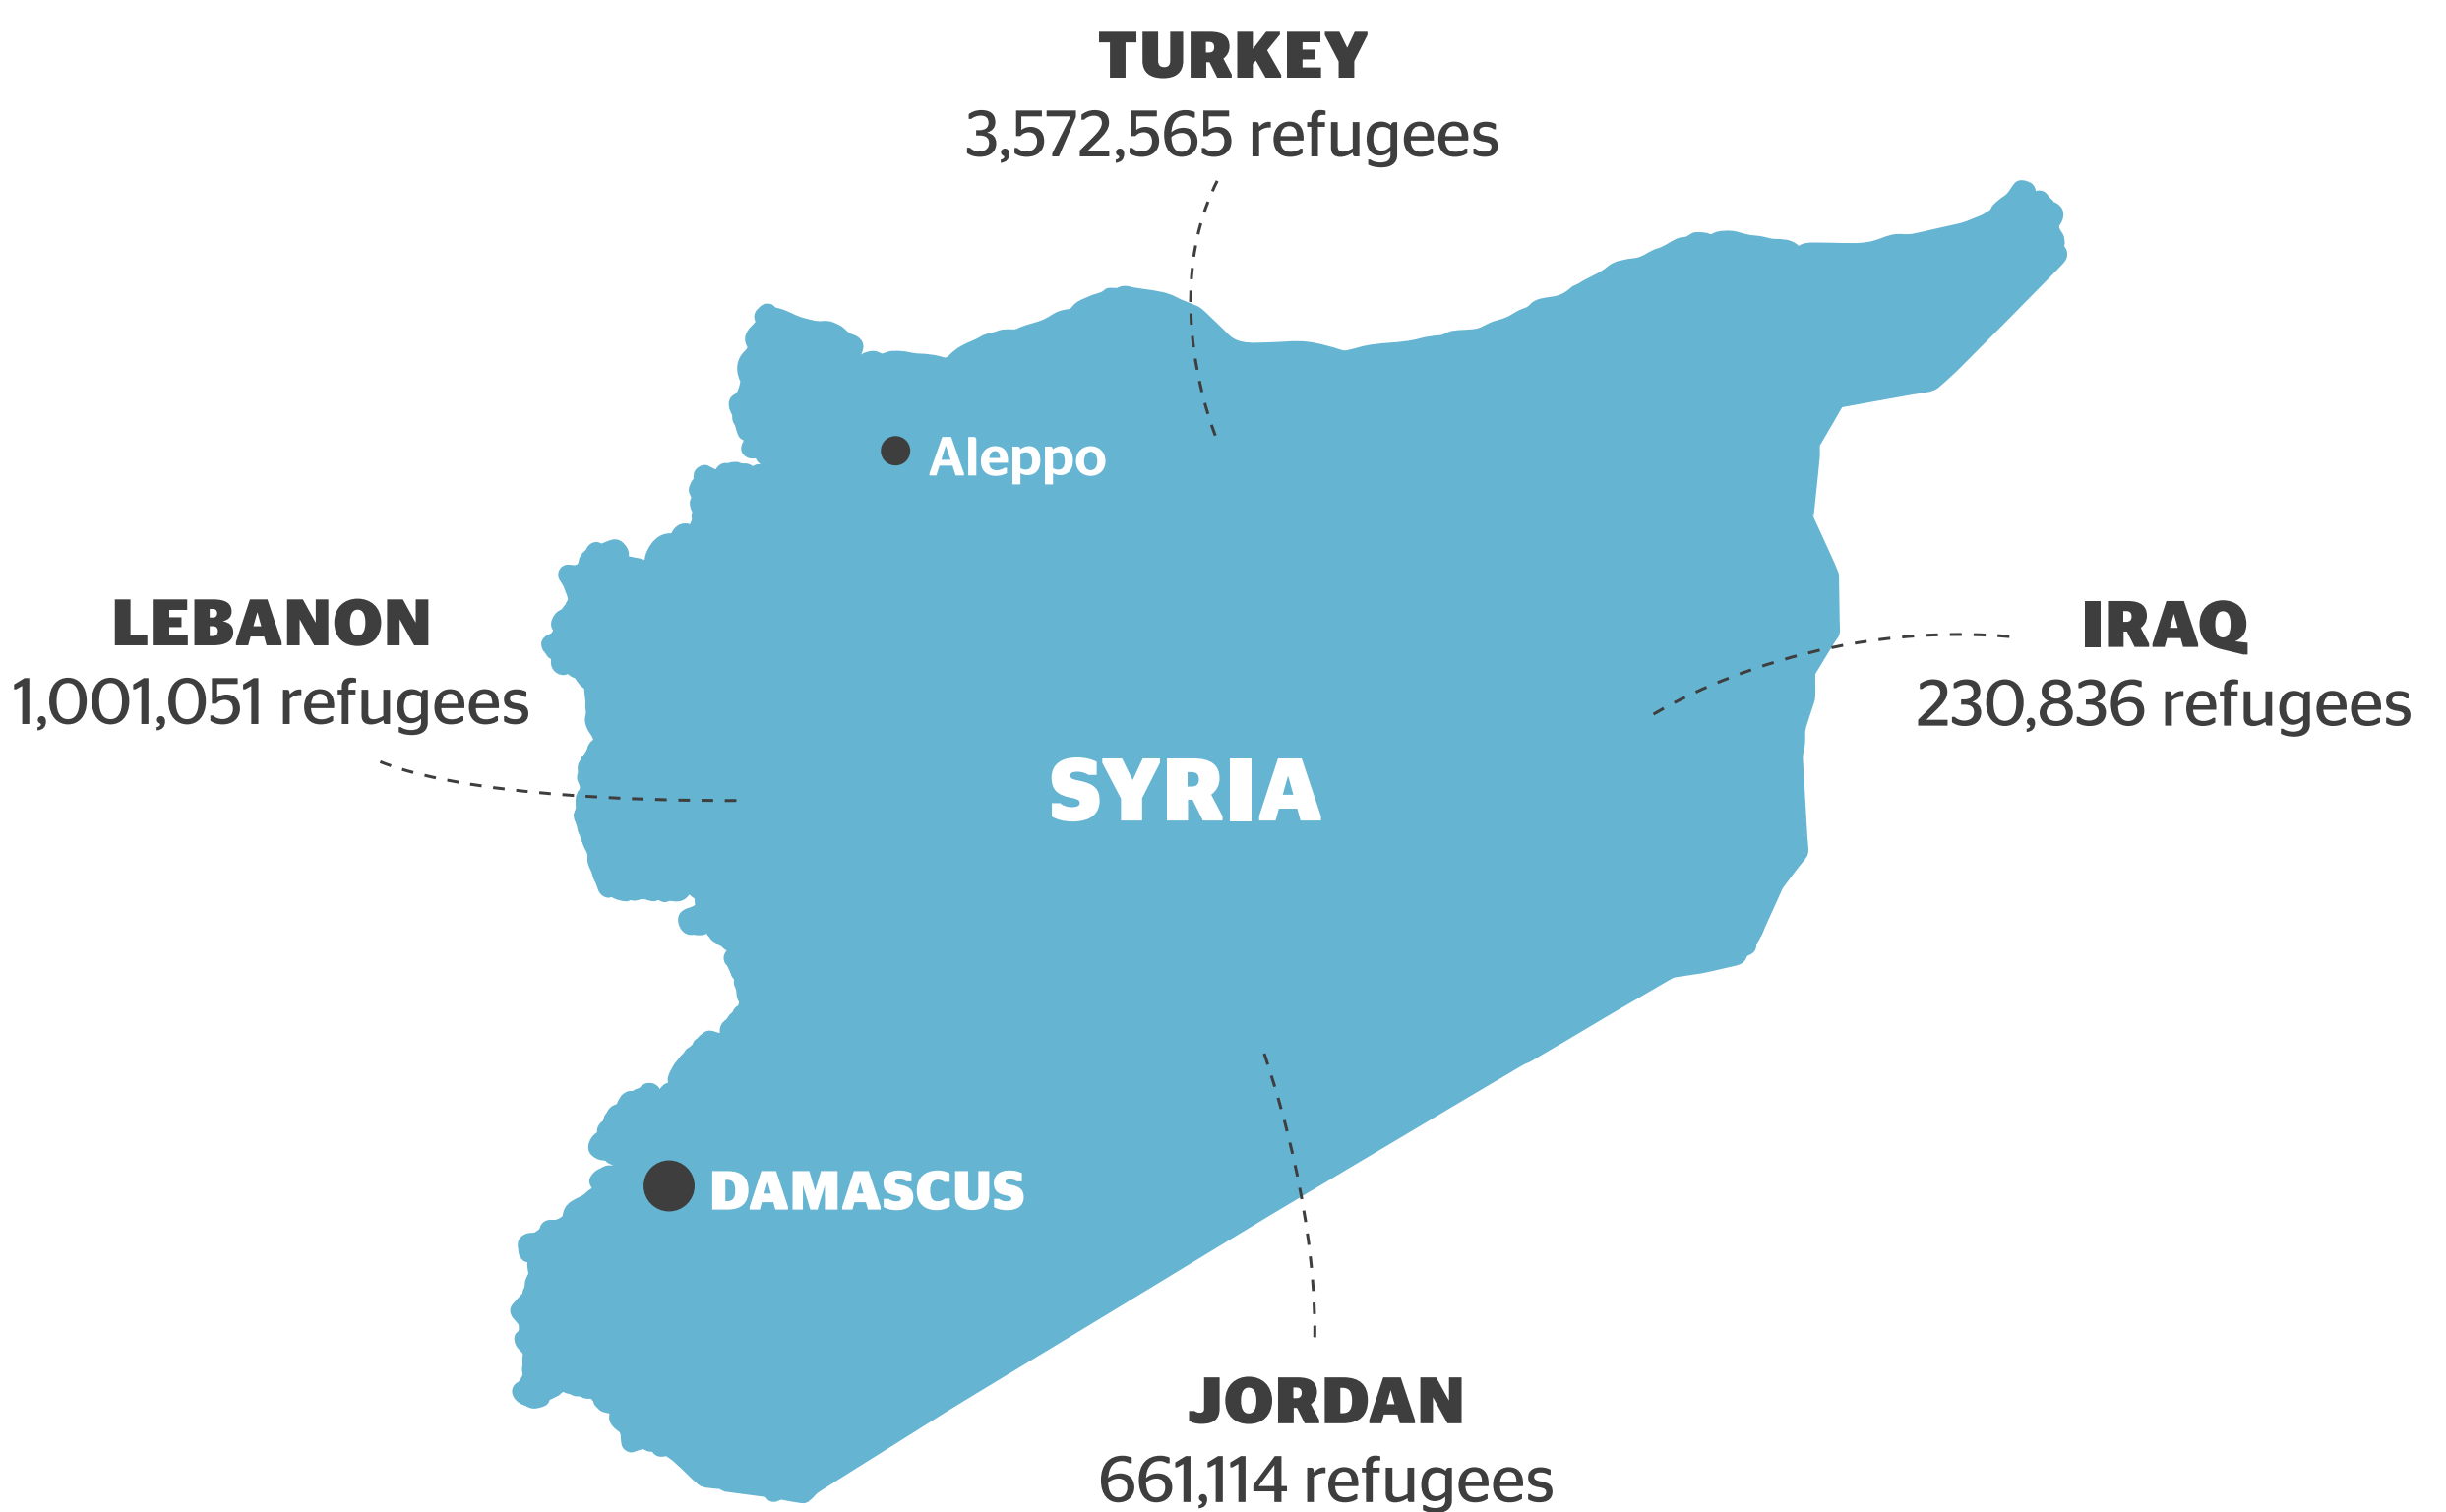 TURKEY
3,572,565 refugees
Aleppo
LEBANON
1,001,051 refugees
IRAQ
230,836 refugees
SYRIA
DAMASCUS
JORDAN
661,114 refugees